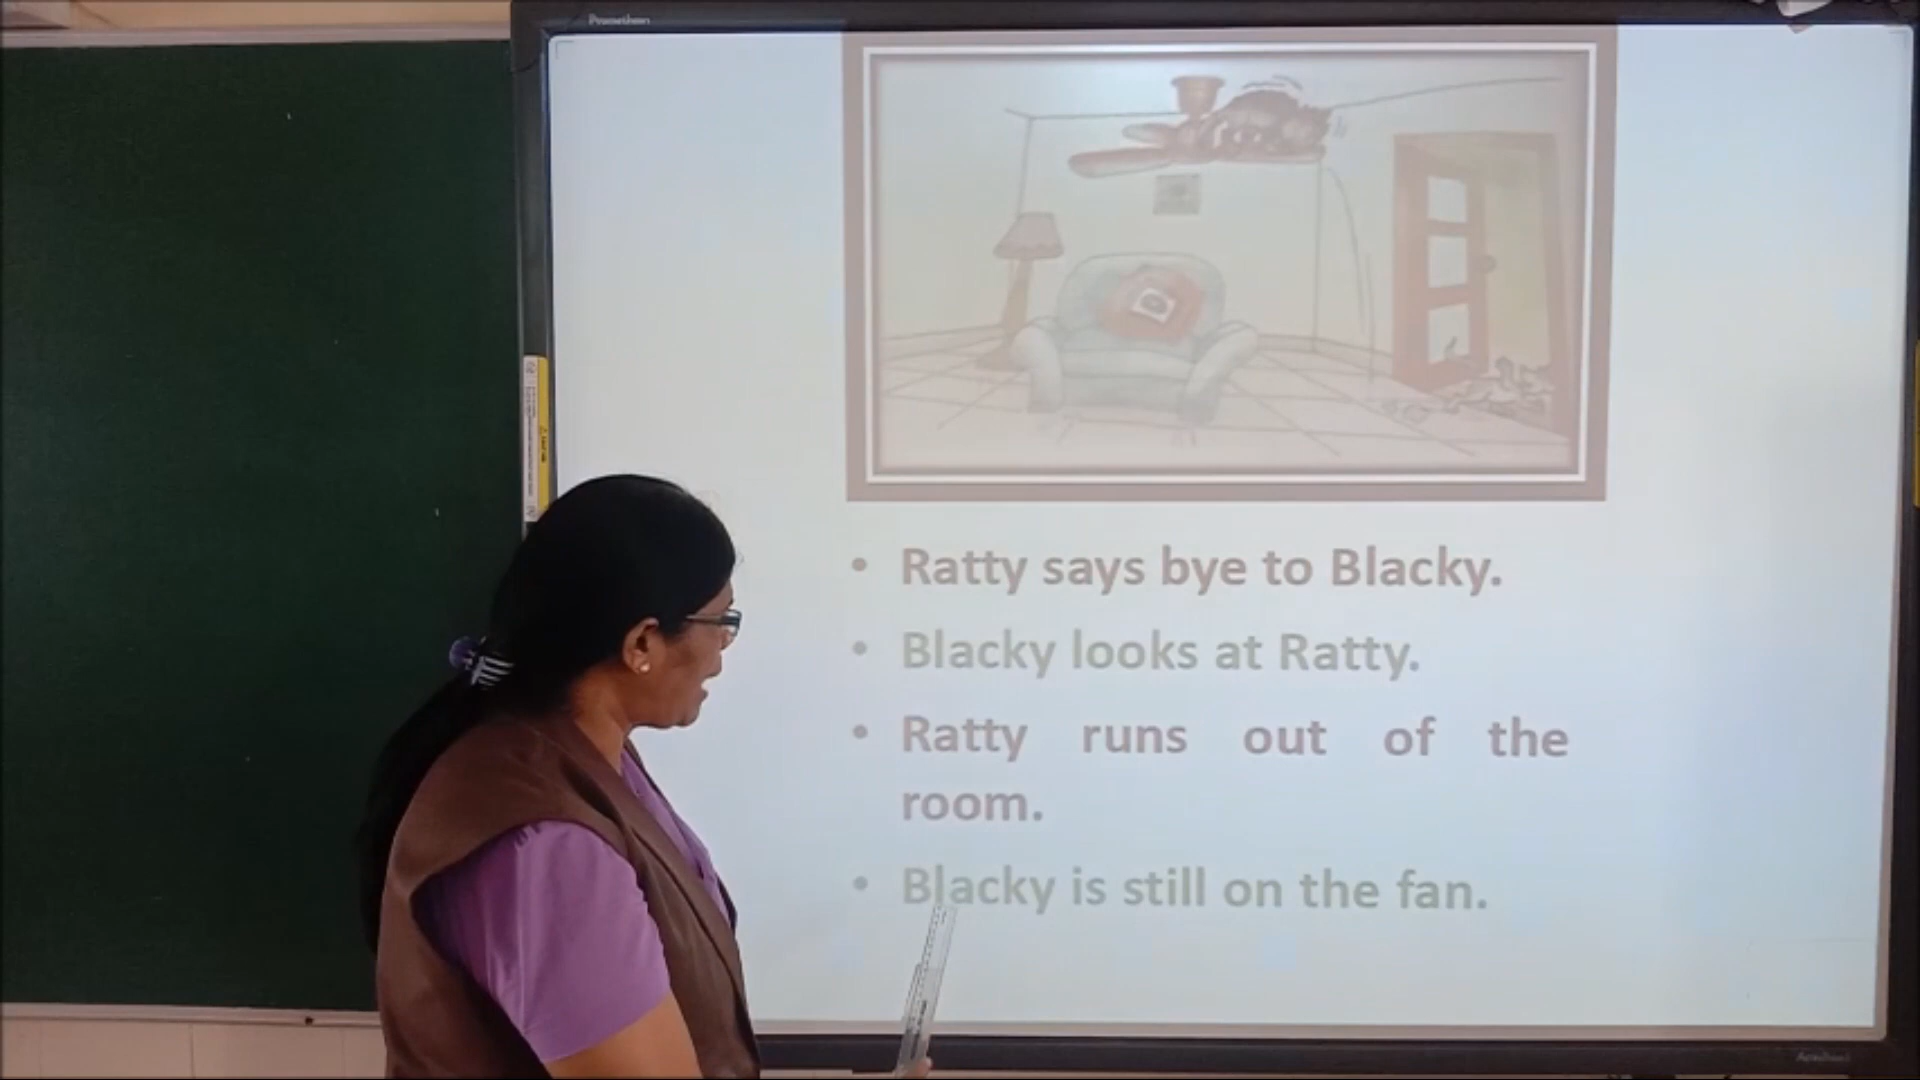 Promethean
• Ratty says bye to Blacky.
• Blacky looks at Ratty.
• Ratty runs out of the
room.
• Blacky is still on the fan.